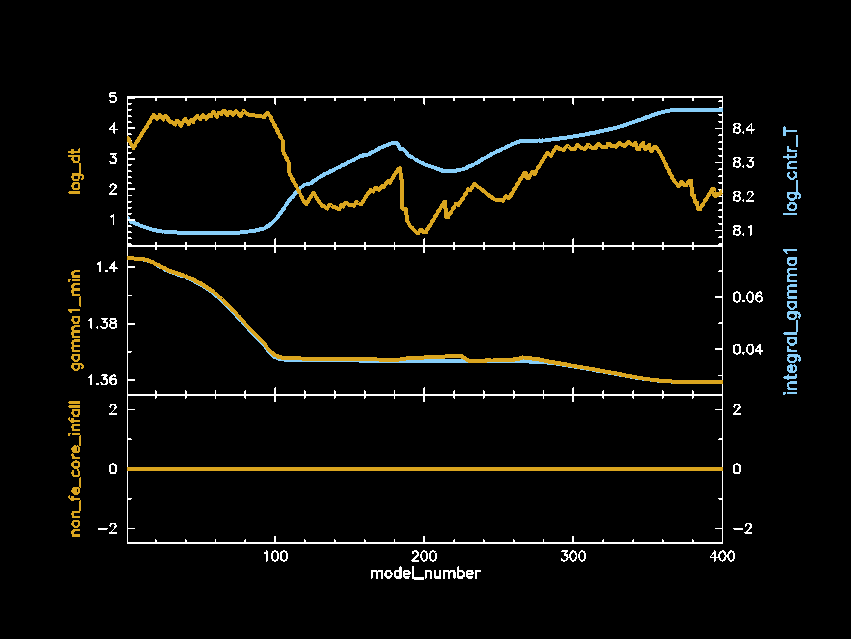 5
4
3
2
1
log_dt
8.4
8.3
8.2
8.1
log_cntr_T
1.4
1.38
1.36
gamma1_min
0.06
0.04
integral_gamma1
2
0
−2
non_fe_core_infall
2
0
−2
100 200 300 400
model_number